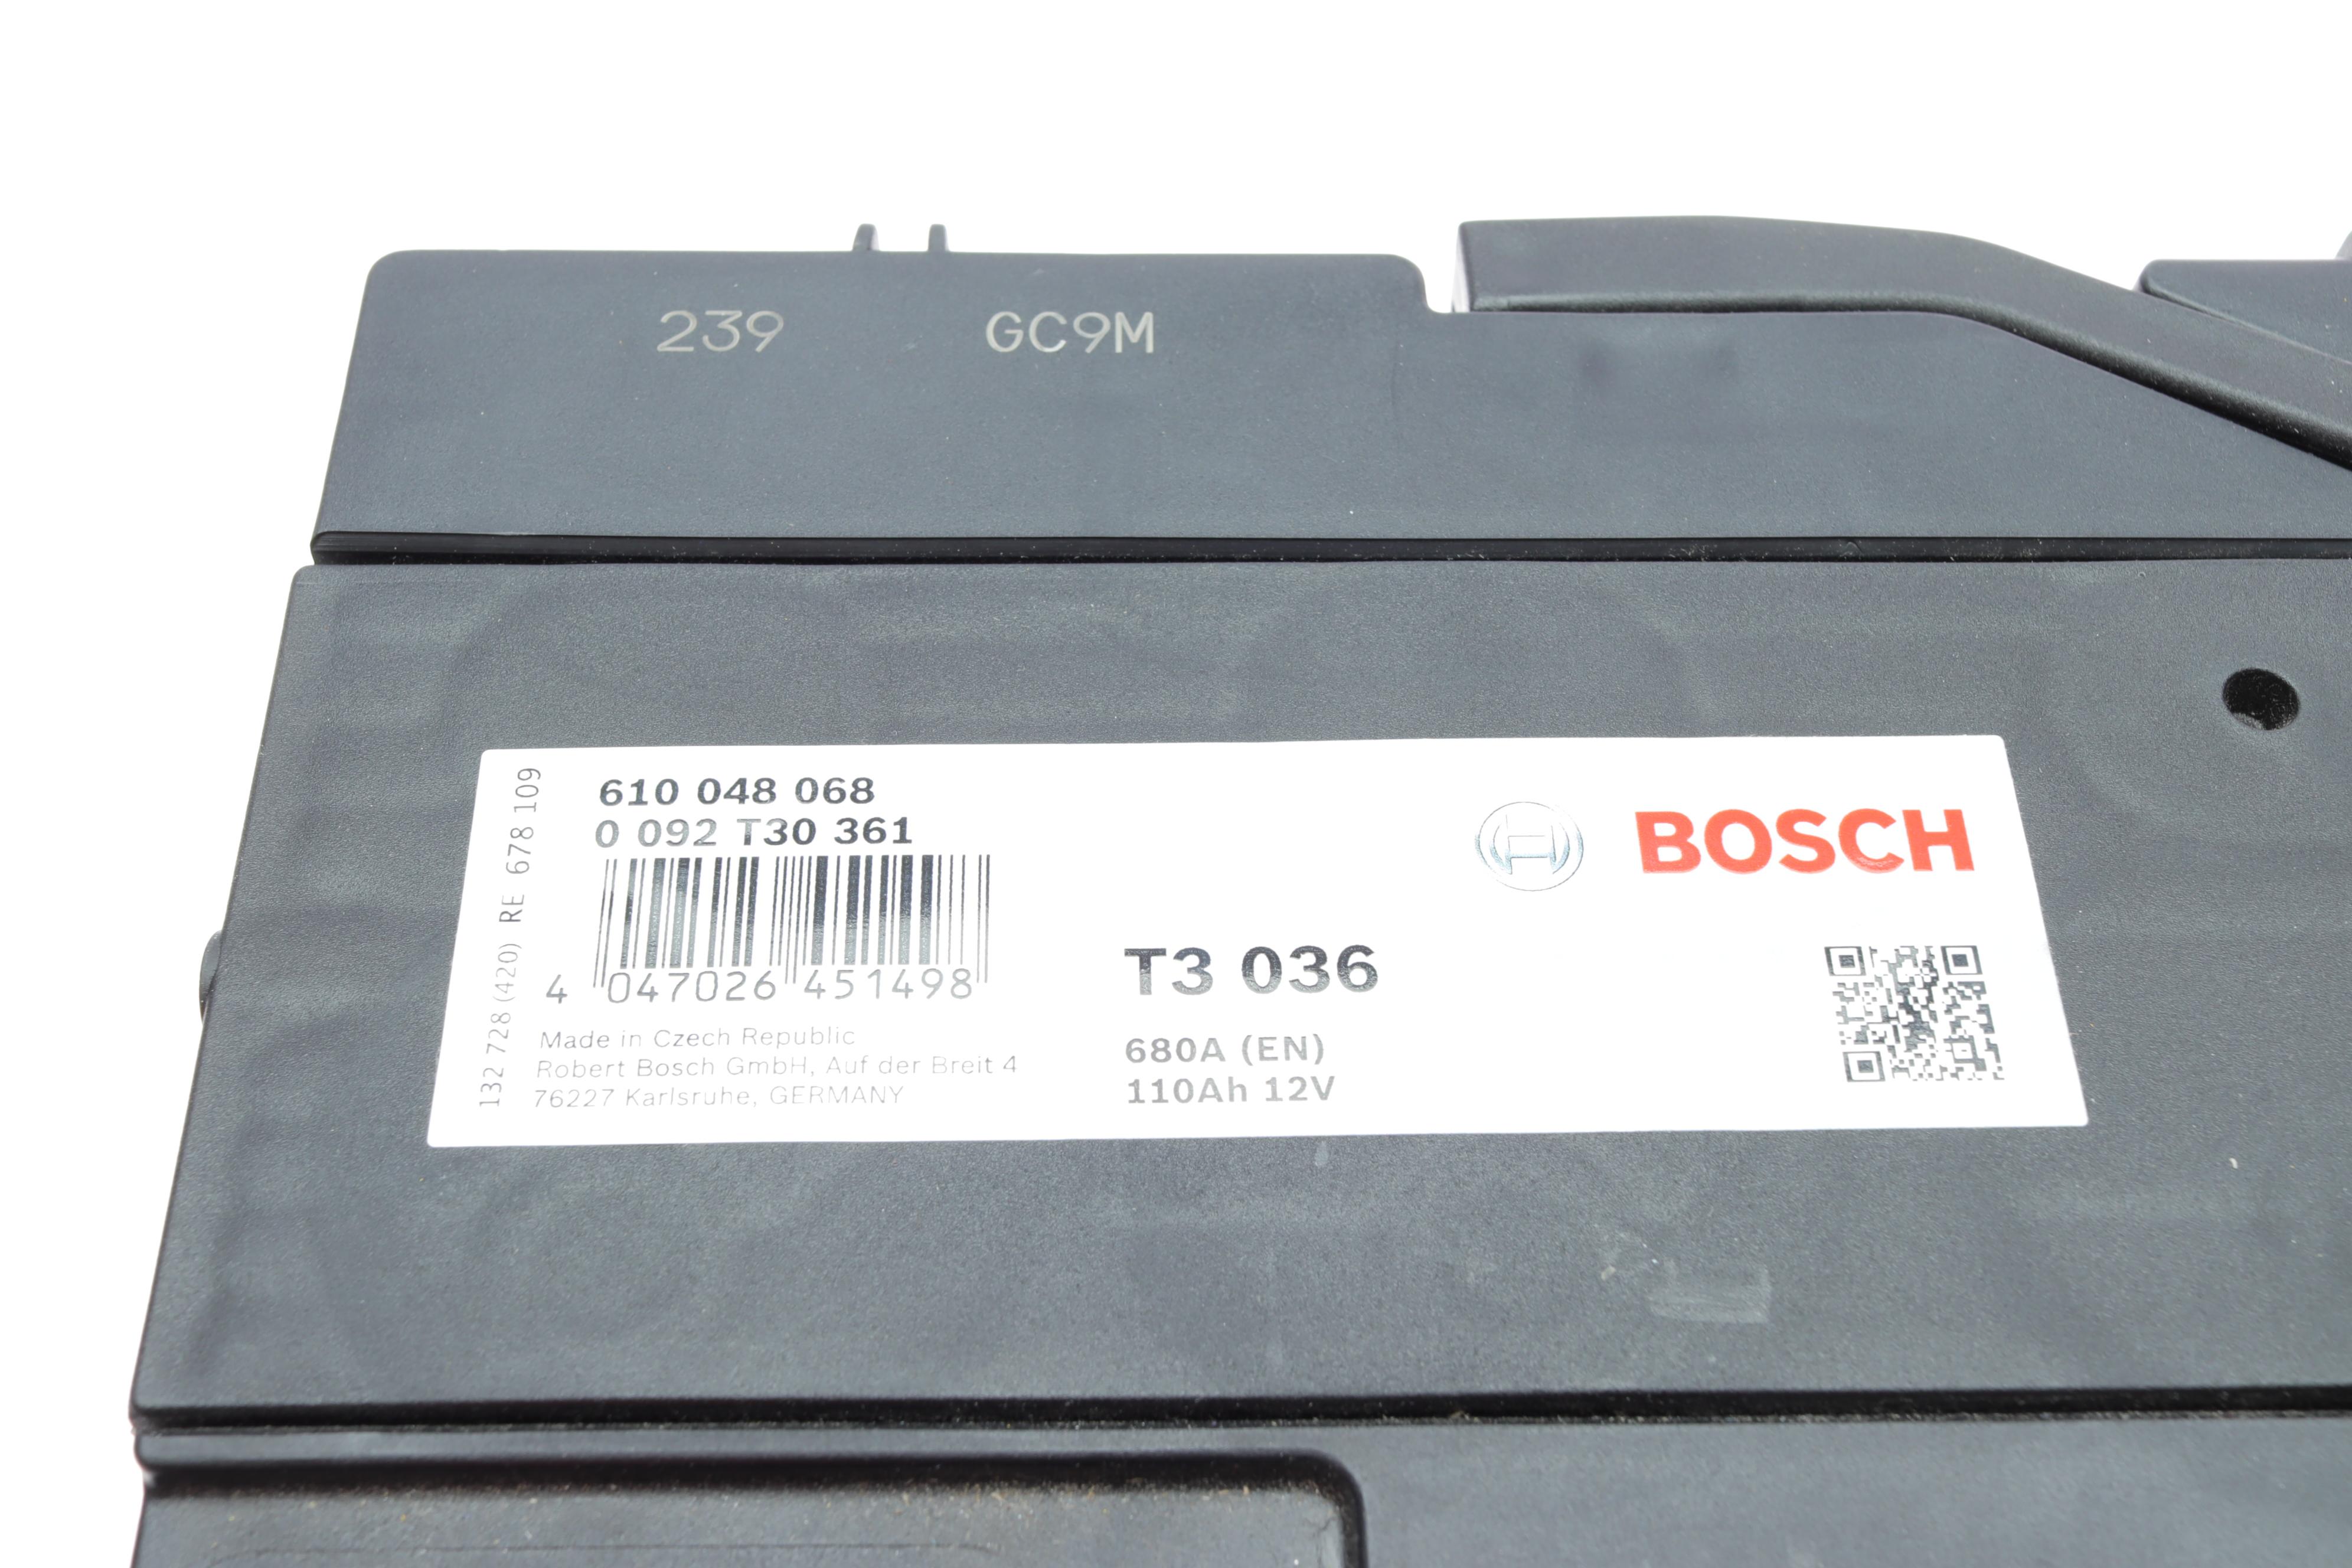 239 GC9M
610 048 068
0 092 T30 361
4 047026 451498
Made in Czech Republic
Robert Bosch GmbH, Auf der Breit 4
76227 Karlsruhe, GERMANY
132 728 (420) RE 678 109
BOSCH
T3 036
680A (EN)
110Ah 12V